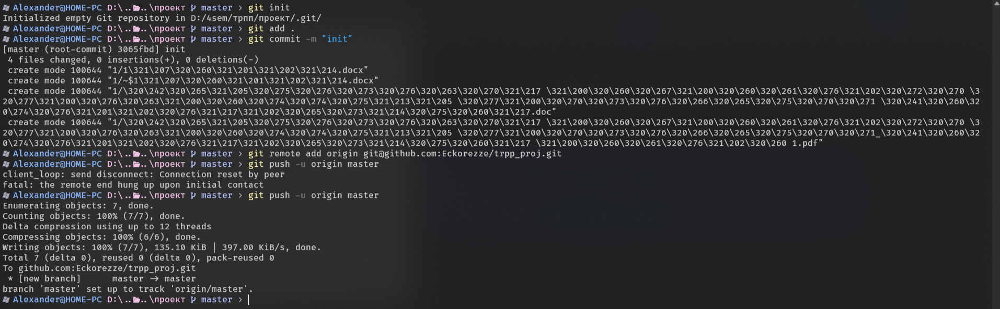 Alexander@HOME-PC D:\..\..\проект master > git init
Initialized empty Git repository in D:/4sem/трпп/проект/.git/
Alexander@HOME-PC D:\..\..\проект master > git add .
Alexander@HOME-PC D:\..\..\проект master > git commit -m "init"
[master (root-commit) 3065fbd] init
 4 files changed, 0 insertions(+), 0 deletions(-)
 create mode 100644 "1/1\321\207\320\260\321\201\321\202\321\214.docx"
 create mode 100644 "1/~$1\321\207\320\260\321\201\321\202\321\214.docx"
 create mode 100644 "1/\320\242\320\265\321\205\320\275\320\276\320\273\320\276\320\263\320\270\321\217 \321\200\320\260\320\267\321\200\320\260\320\261\320\276\321\202\320\272\320\270 \3
20\277\321\200\320\276\320\263\321\200\320\260\320\274\320\274\320\275\321\213\321\205 \320\277\321\200\320\270\320\273\320\276\320\266\320\265\320\275\320\270\320\271 \320\241\320\260\32
0\274\320\276\321\201\321\202\320\276\321\217\321\202\320\265\320\273\321\214\320\275\320\260\321\217.doc"
 create mode 100644 "1/\320\242\320\265\321\205\320\275\320\276\320\273\320\276\320\263\320\270\321\217 \321\200\320\260\320\267\321\200\320\260\320\261\320\276\321\202\320\272\320\270 \3
20\277\321\200\320\276\320\263\321\200\320\260\320\274\320\274\320\275\321\213\321\205 \320\277\321\200\320\270\320\273\320\276\320\266\320\265\320\275\320\270\320\271_\320\241\320\260\32
0\274\320\276\321\201\321\202\320\276\321\217\321\202\320\265\320\273\321\214\320\275\320\260\321\217 \321\200\320\260\320\261\320\276\321\202\320\260 1.pdf"
Alexander@HOME-PC D:\..\..\проект master > git remote add origin git@github.com:Eckorezze/trpp_proj.git
Alexander@HOME-PC D:\..\..\проект master > git push -u origin master
client_loop: send disconnect: Connection reset by peer
fatal: the remote end hung up upon initial contact
Alexander@HOME-PC D:\..\..\проект master > git push -u origin master
Enumerating objects: 7, done.
Counting objects: 100% (7/7), done.
Delta compression using up to 12 threads
Compressing objects: 100% (6/6), done.
Writing objects: 100% (7/7), 135.10 KiB | 397.00 KiB/s, done.
Total 7 (delta 0), reused 0 (delta 0), pack-reused 0
To github.com:Eckorezze/trpp_proj.git
 * [new branch]      master -> master
branch 'master' set up to track 'origin/master'.
Alexander@HOME-PC D:\..\..\проект master >